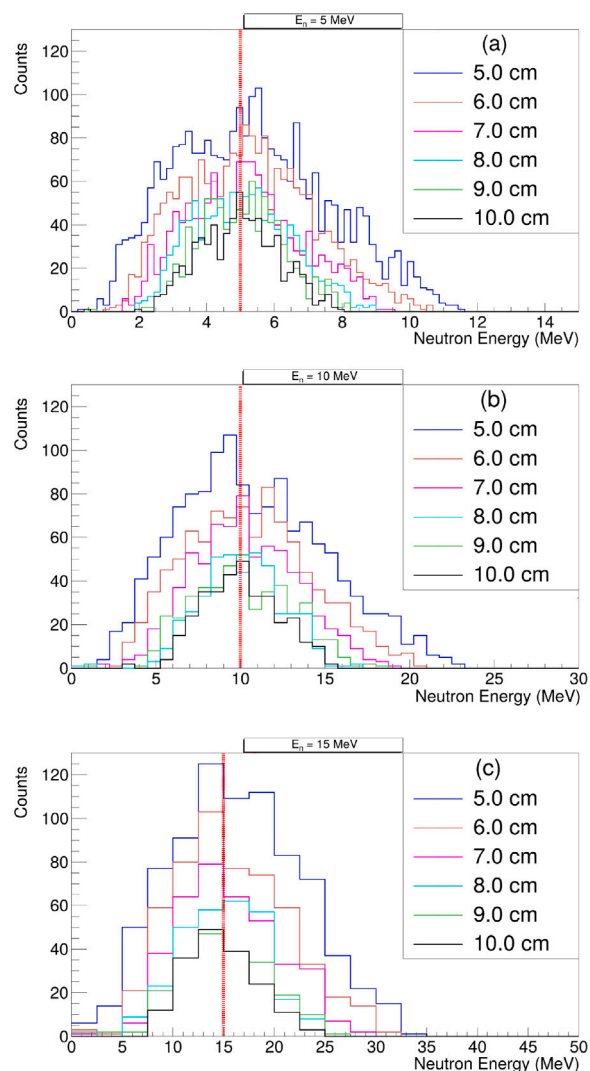 E_n = 5 MeV
Counts
120
100
80
60
40
20
0
(a)
5.0 cm
6.0 cm
7.0 cm
8.0 cm
9.0 cm
10.0 cm
0 2 4 6 8 10 12 14
Neutron Energy (MeV)
E_n = 10 MeV
Counts
120
100
80
60
40
20
0
(b)
5.0 cm
6.0 cm
7.0 cm
8.0 cm
9.0 cm
10.0 cm
0 5 10 15 20 25 30
Neutron Energy (MeV)
E_n = 15 MeV
Counts
120
100
80
60
40
20
0
(c)
5.0 cm
6.0 cm
7.0 cm
8.0 cm
9.0 cm
10.0 cm
0 5 10 15 20 25 30 35 40 45 50
Neutron Energy (MeV)